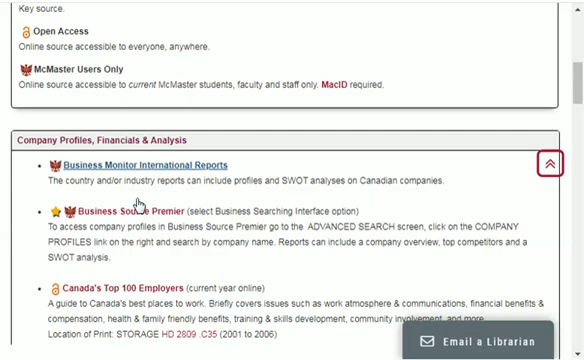 Key source.
Open Access
Online source accessible to everyone, anywhere.
McMaster Users Only
Online source accessible to current McMaster students, faculty and staff only. MacID required.
Company Profiles, Financials & Analysis
Business Monitor International Reports
The country and/or industry reports can include profiles and SWOT analyses on Canadian companies.
Business Source Premier (select Business Searching Interface option)
To access company profiles in Business Source Premier go to the ADVANCED SEARCH screen, click on the COMPANY
PROFILES link on the right and search by company name. Reports can include a company overview, top competitors and a
SWOT analysis.
Canada's Top 100 Employers (current year online)
A guide to Canada's best places to work. Briefly covers issues such as work atmosphere & communications, financial benefits &
compensation, health & family friendly benefits, training & skills development, community involvement, and more.
Location of Print: STORAGE HD 2809 .C35 (2001 to 2006)
Email a Librarian